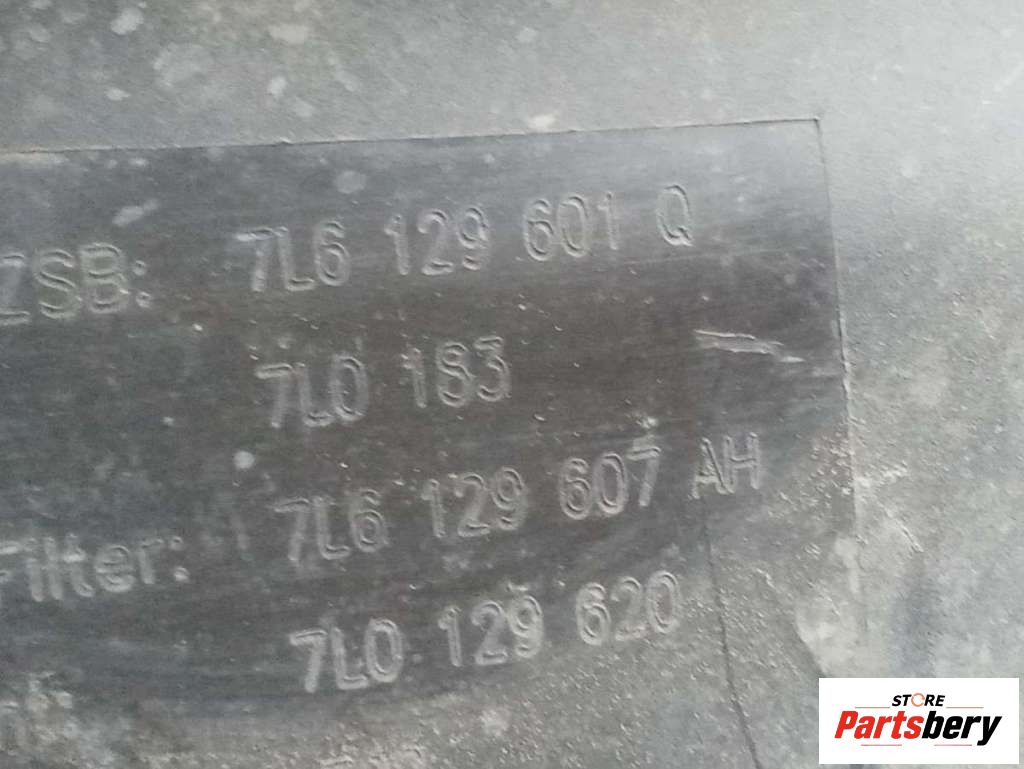 ZSB: 7L6 129 601 Q
7L0 183
7L6 129 607 AH
Filter: 7L0 129 620
STORE
Partsbery